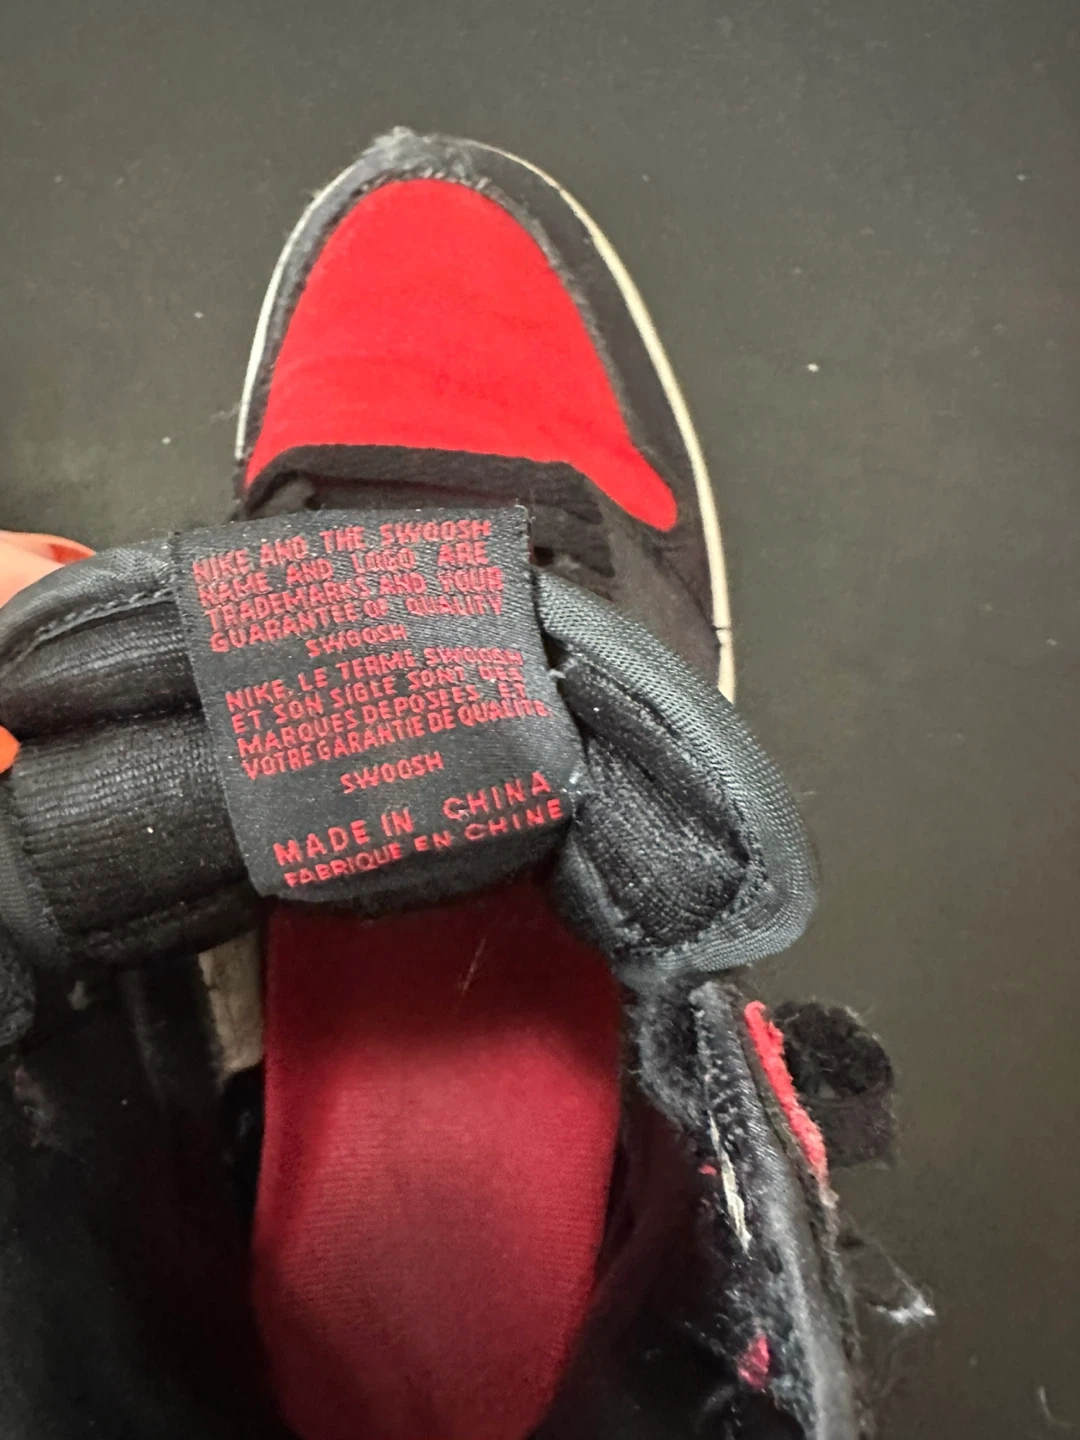 NIKE AND THE SWOOSH
NAME AND LOGO ARE
TRADEMARKS AND YOUR
GUARANTEE OF QUALITY
SWOOSH
NIKE, LE TERME SWOOSH
ET SON SIGLE SONT DES
MARQUES DEPOSEES ET
VOTRE GARANTIE DE QUALITE.
SWOOSH
MADE IN CHINA
FABRIQUE EN CHINE